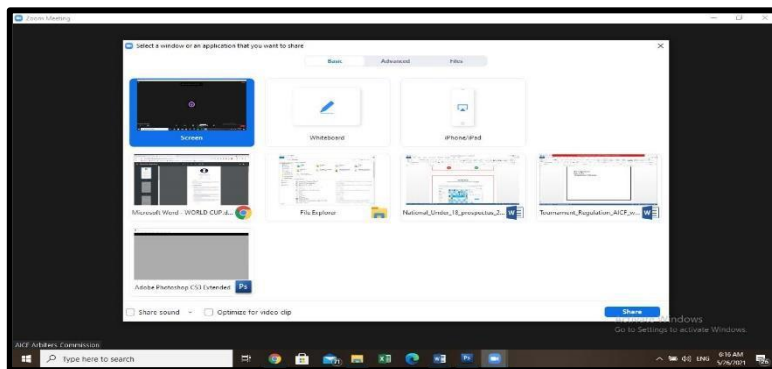 Zoom Meeting
Select a window or an application that you want to share
Basic Advanced Files
Screen
Whiteboard
iPhone/iPad
Microsoft Word - WORLD CUP.d...
File Explorer
National_Under_18_prospectus_2...
Tournament_Regulation_AICF_w...
Adobe Photoshop CS3 Extended
Ps
Share sound
Optimize for video clip
Share
Activate Windows
Go to Settings to activate Windows.
AICF Arbiters Commission
Type here to search
ENG
6:16 AM
5/26/2021